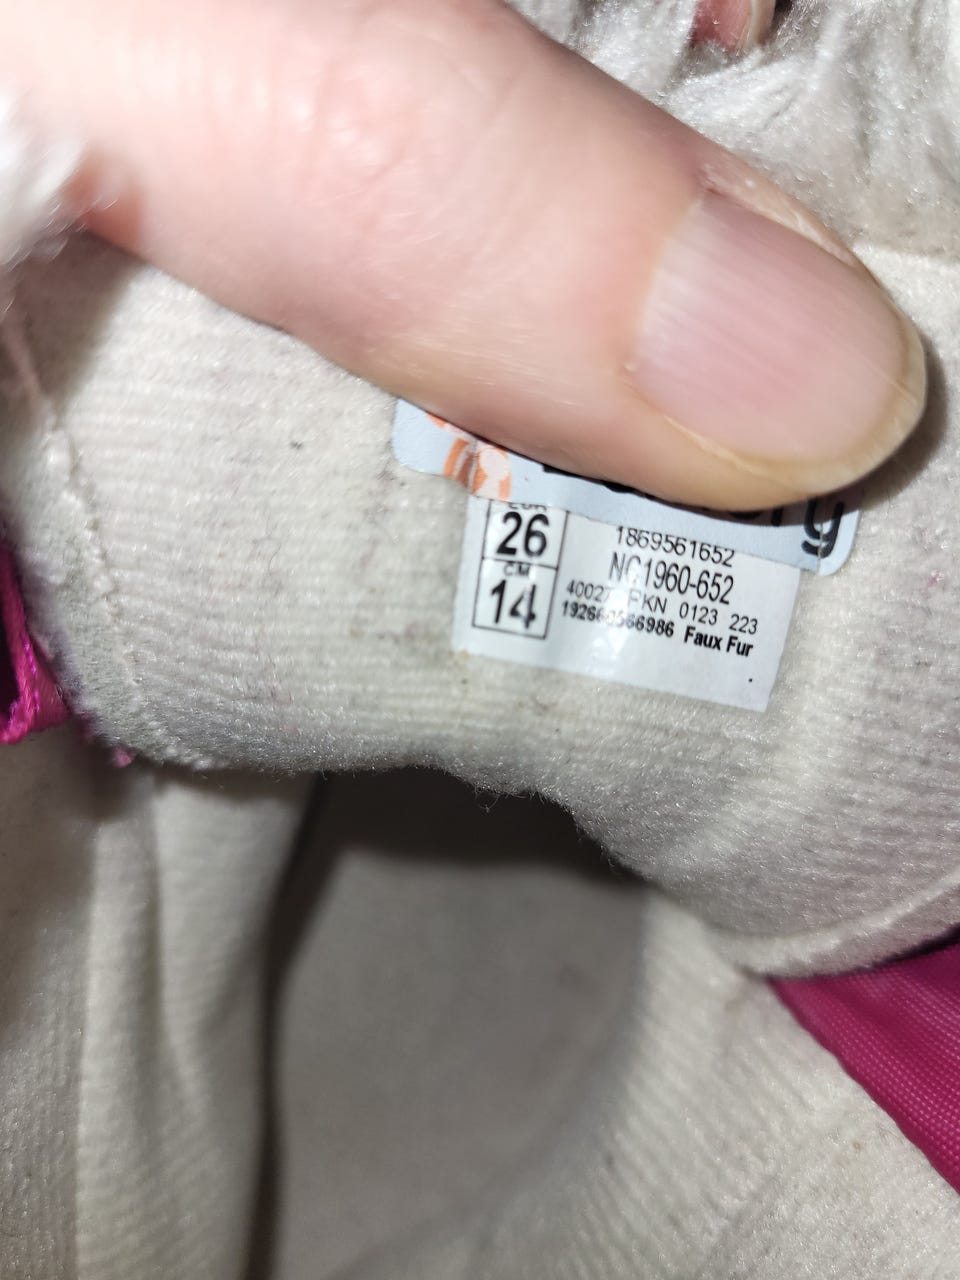 26
CM
14
1869561652
NC1960-652
PKN 0123 223
Faux Fur